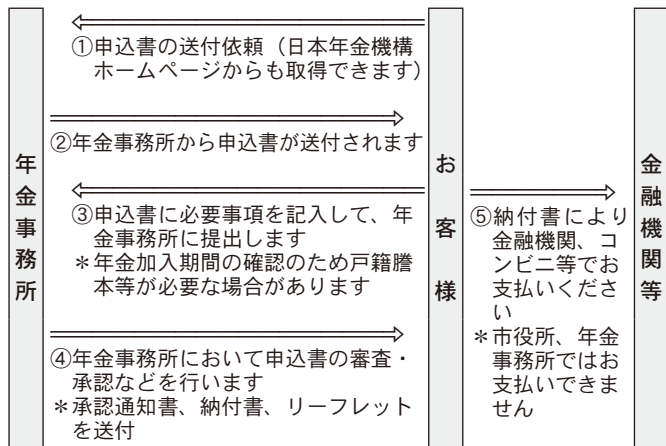 ①申込書の送付依頼（日本年金機構
ホームページからも取得できます）
②年金事務所から申込書が送付されます
③申込書に必要事項を記入して、年
金事務所に提出します
＊年金加入期間の確認のため戸籍謄
本等が必要な場合があります
④年金事務所において申込書の審査・
承認などを行います
＊承認通知書、納付書、リーフレット
を送付
年金事務所
お客様
⑤納付書により
金融機関、コ
ンビニ等でお
支払いくださ
い
＊市役所、年金
事務所ではお
支払いできま
せん
金融機関等